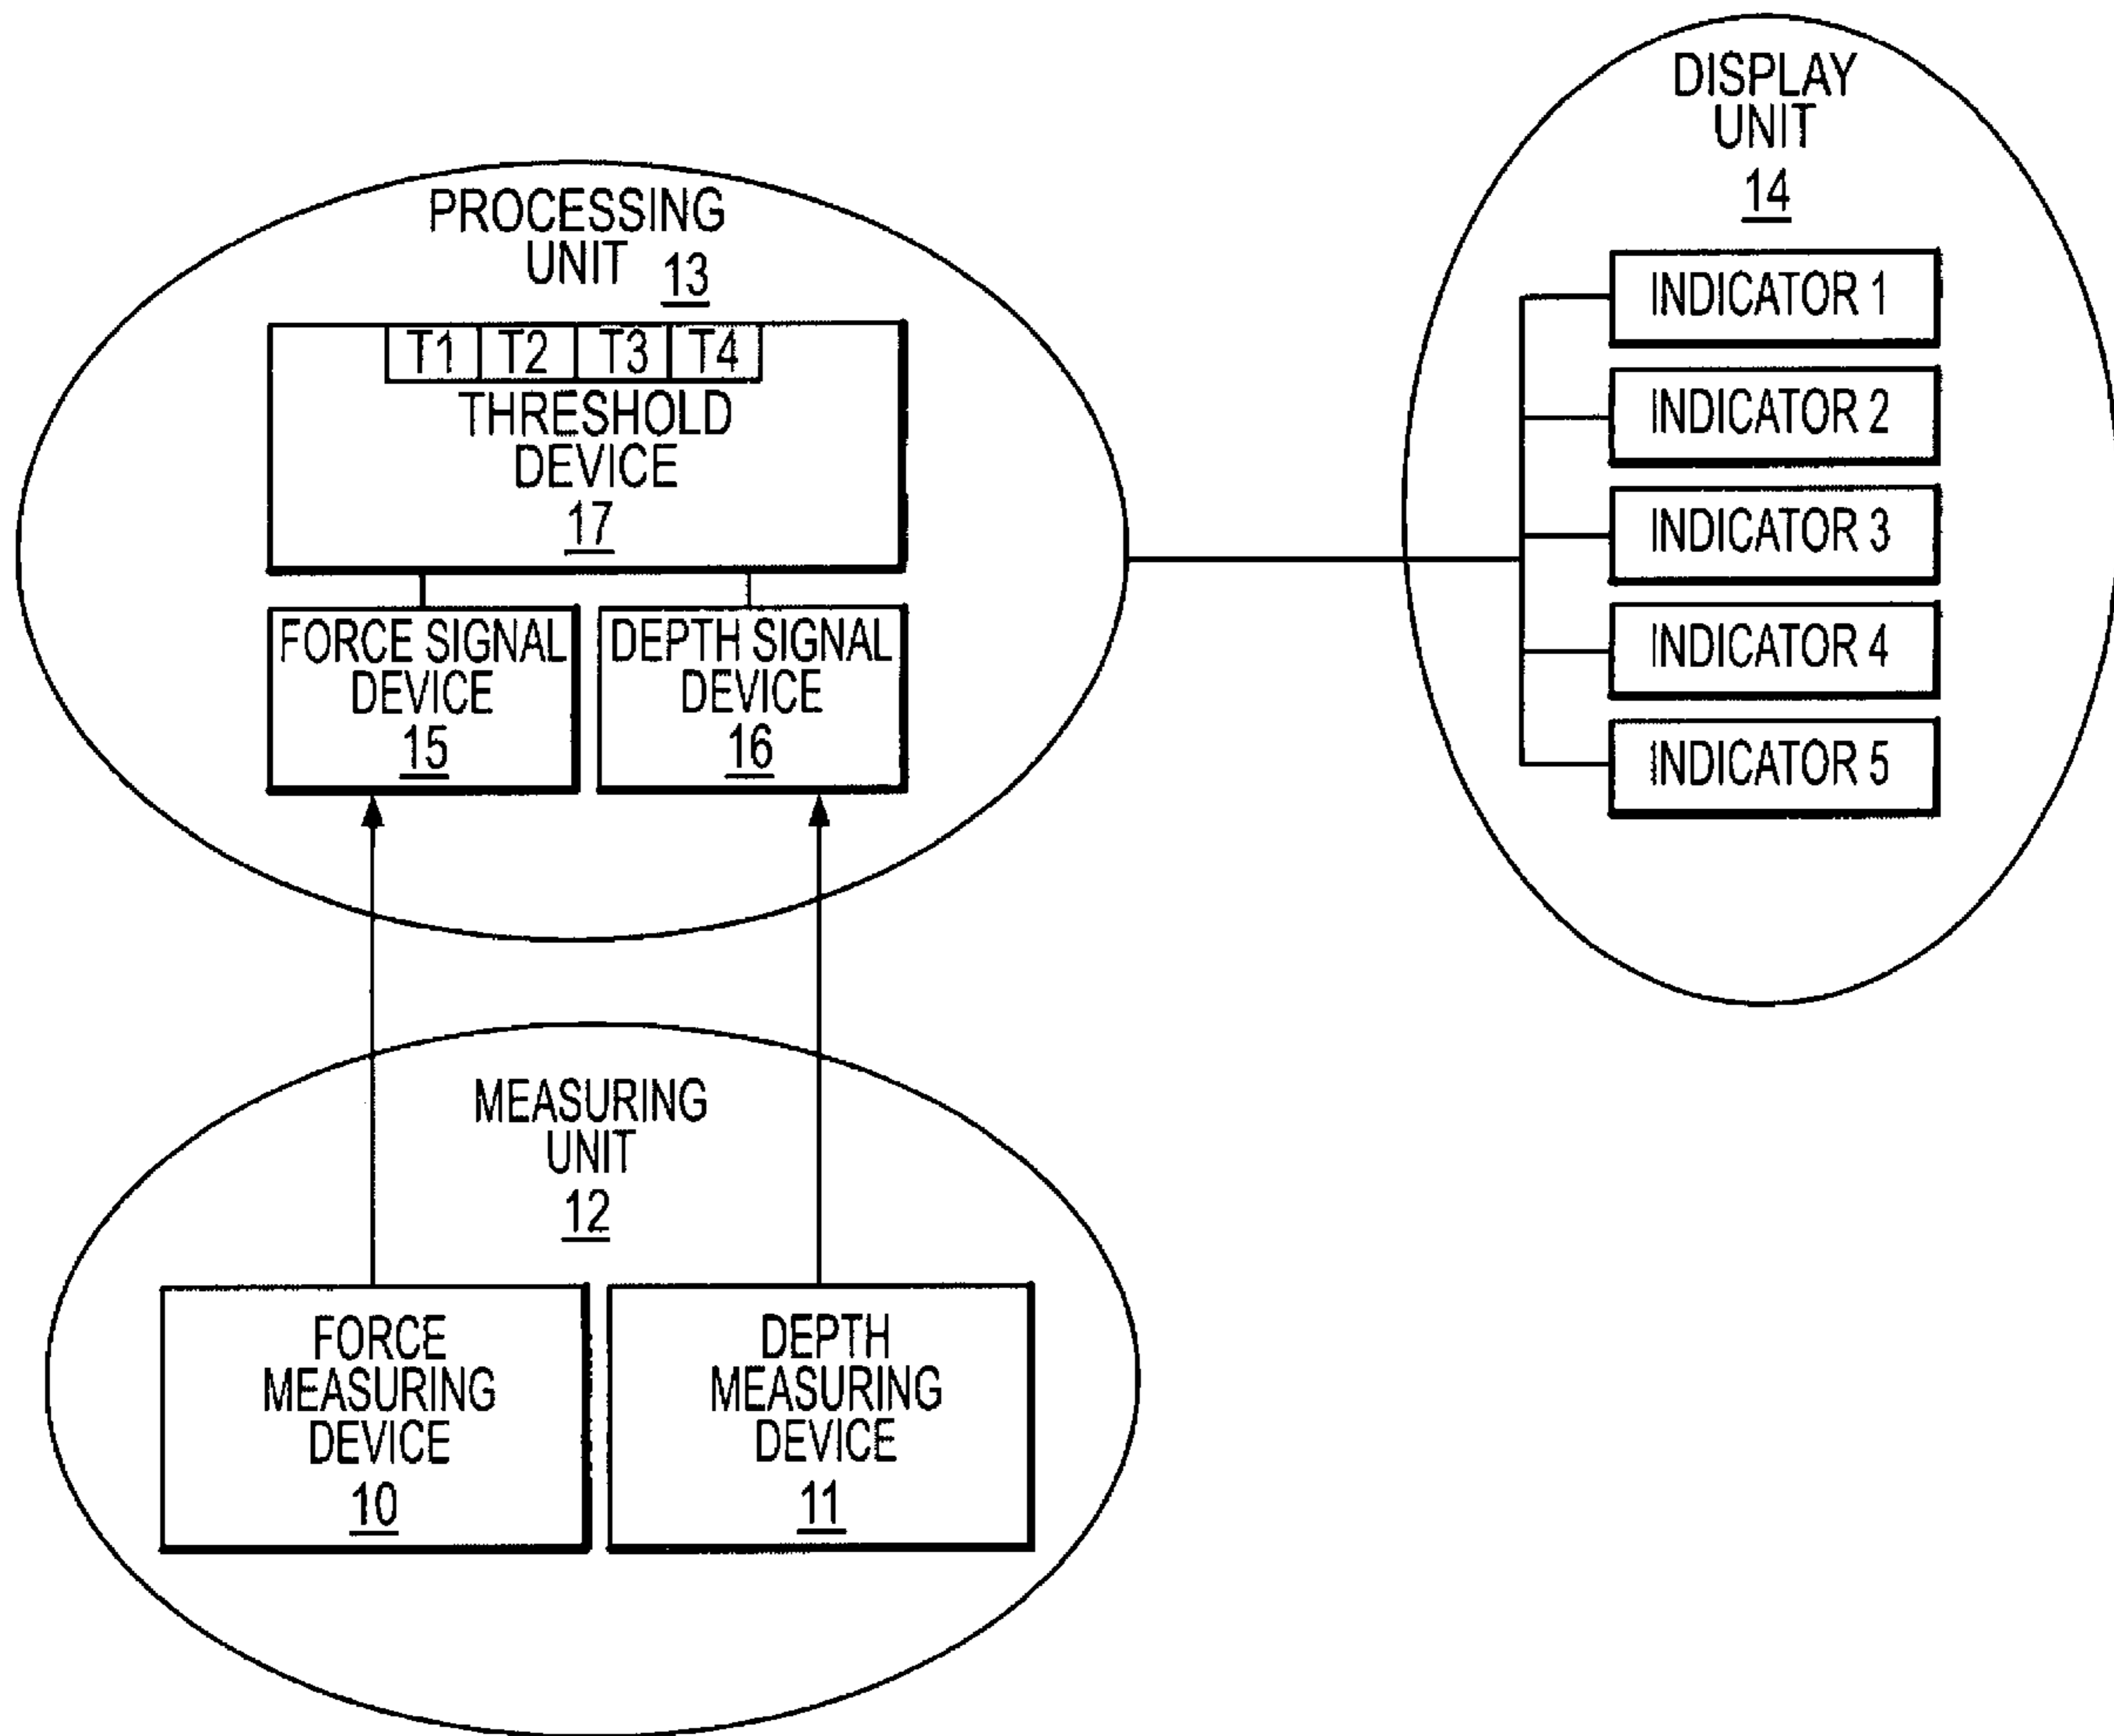 PROCESSING
UNIT 13
T1 T2 T3 T4
THRESHOLD
DEVICE
17
FORCE SIGNAL
DEVICE
15
DEPTH SIGNAL
DEVICE
16
MEASURING
UNIT
12
FORCE
MEASURING
DEVICE
10
DEPTH
MEASURING
DEVICE
11
DISPLAY
UNIT
14
INDICATOR 1
INDICATOR 2
INDICATOR 3
INDICATOR 4
INDICATOR 5